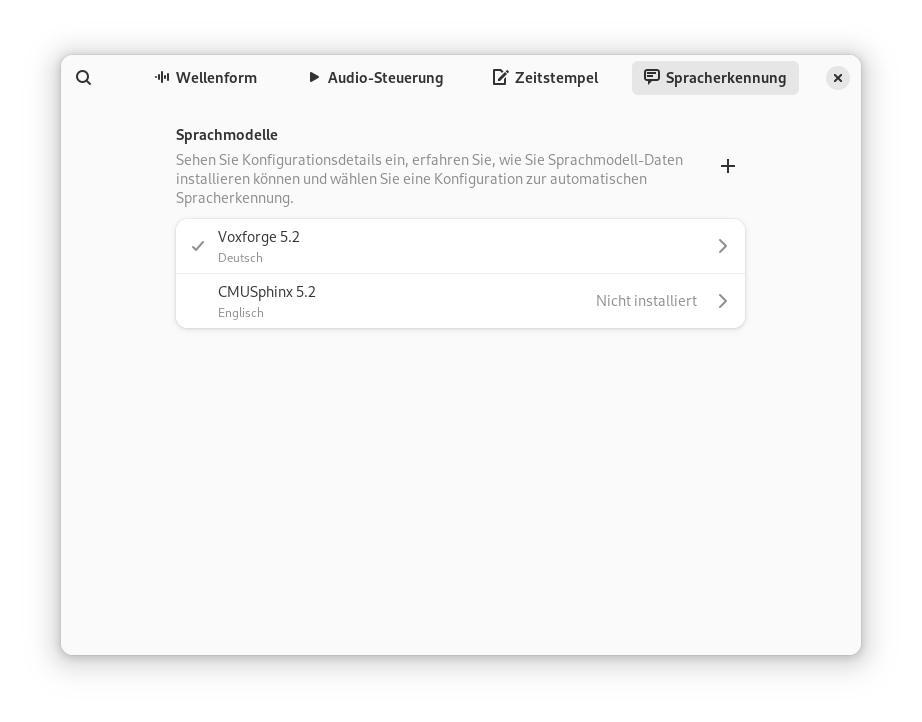 Wellenform
Audio-Steuerung
Zeitstempel
Spracherkennung
Sprachmodelle
Sehen Sie Konfigurationsdetails ein, erfahren Sie, wie Sie Sprachmodell-Daten
installieren können und wählen Sie eine Konfiguration zur automatischen
Spracherkennung.
Voxforge 5.2
Deutsch
CMUSphinx 5.2
Englisch
Nicht installiert